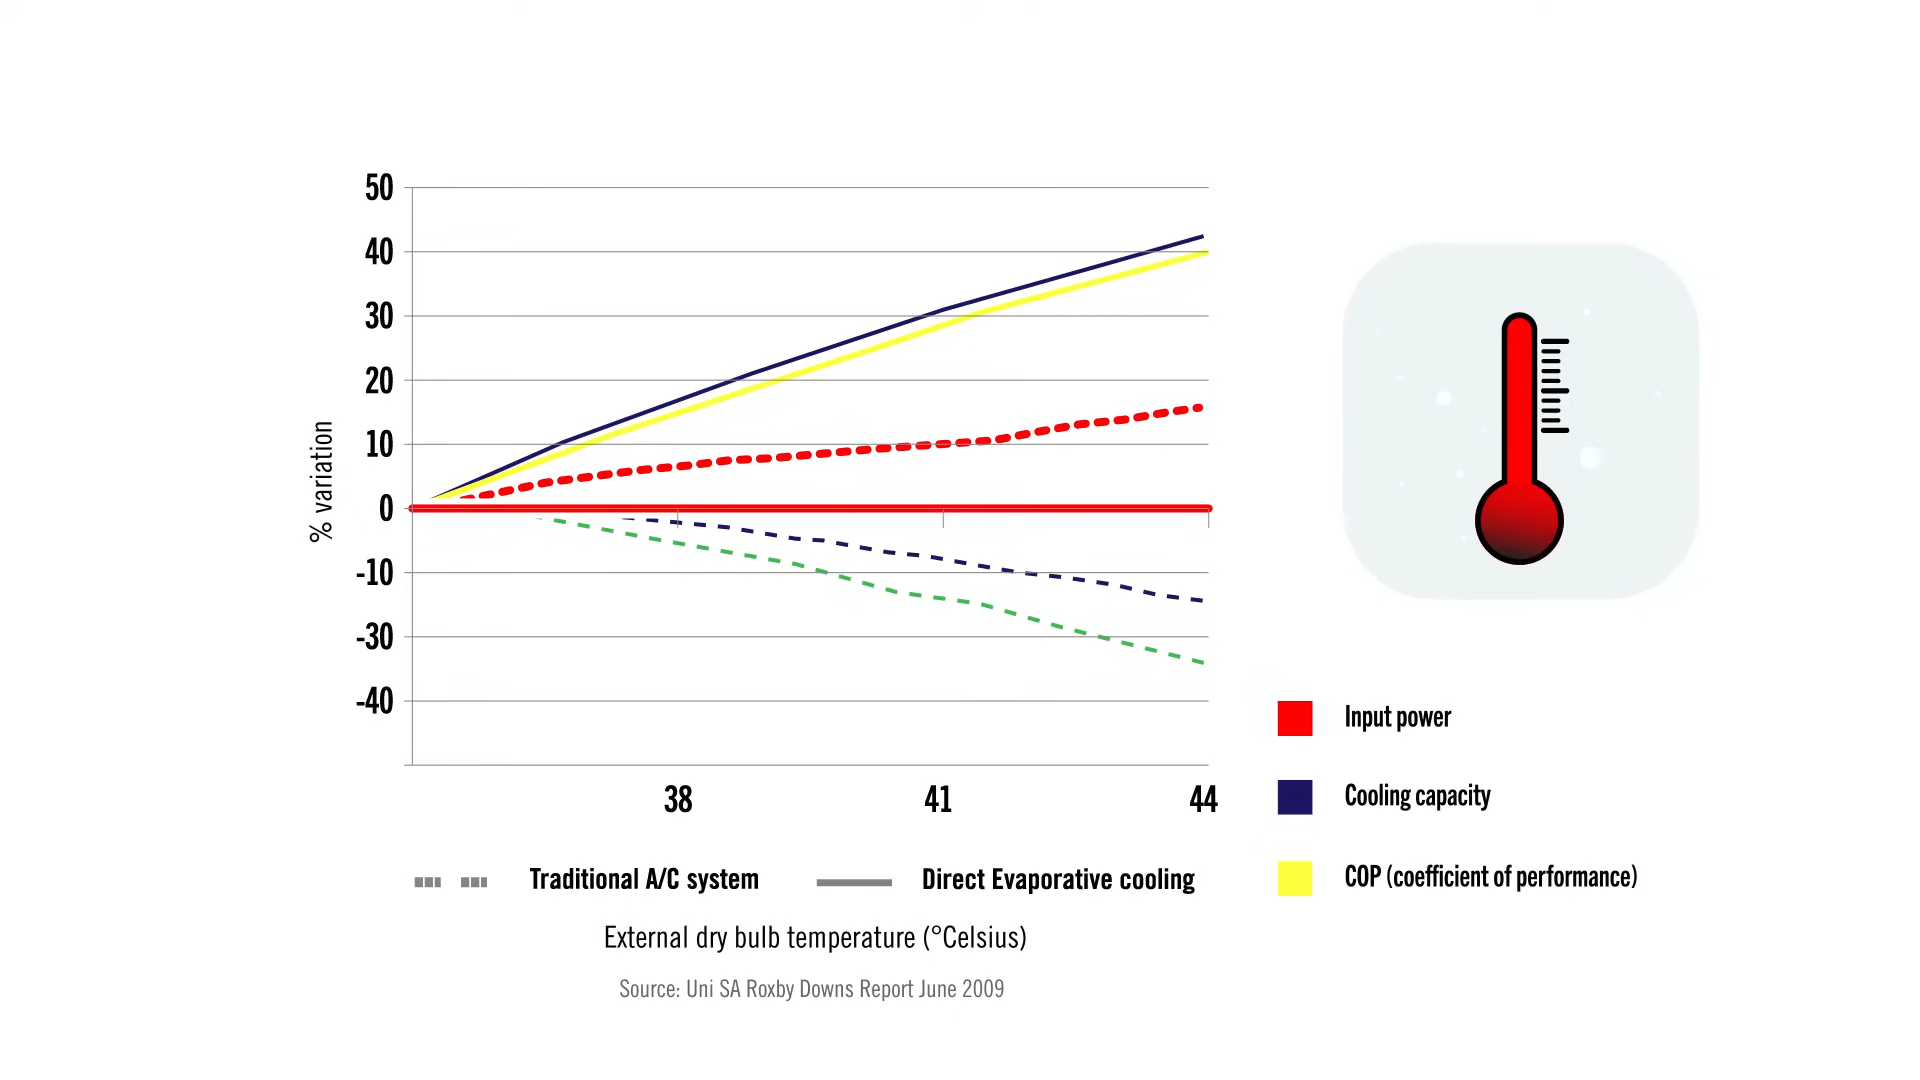 50
40
30
20
10
0
-10
-30
-40
% variation
38 41 44
Traditional A/C system Direct Evaporative cooling
External dry bulb temperature (°Celsius)
Source: Uni SA Roxby Downs Report June 2009
Input power
Cooling capacity
COP (coefficient of performance)